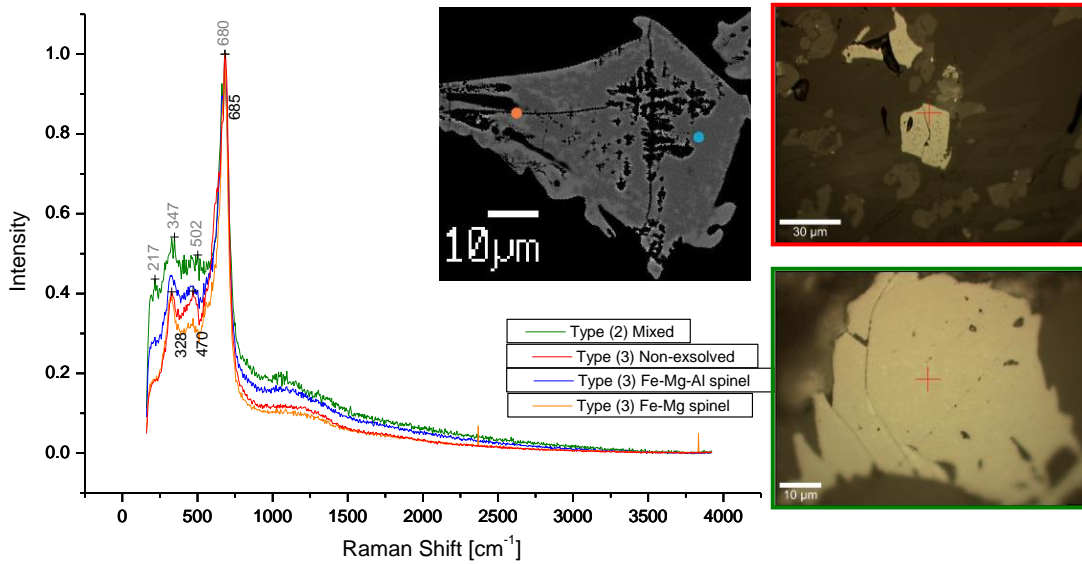 680
1.0
0.8
0.6
0.4
0.2
0.0
Intensity
685
217
347
502
328
470
0
500
1000
1500
2000
2500
3000
3500
4000
Raman Shift [cm⁻¹]
10μm
Type (2) Mixed
Type (3) Non-exsolved
Type (3) Fe-Mg-Al spinel
Type (3) Fe-Mg spinel
30 μm
10 μm